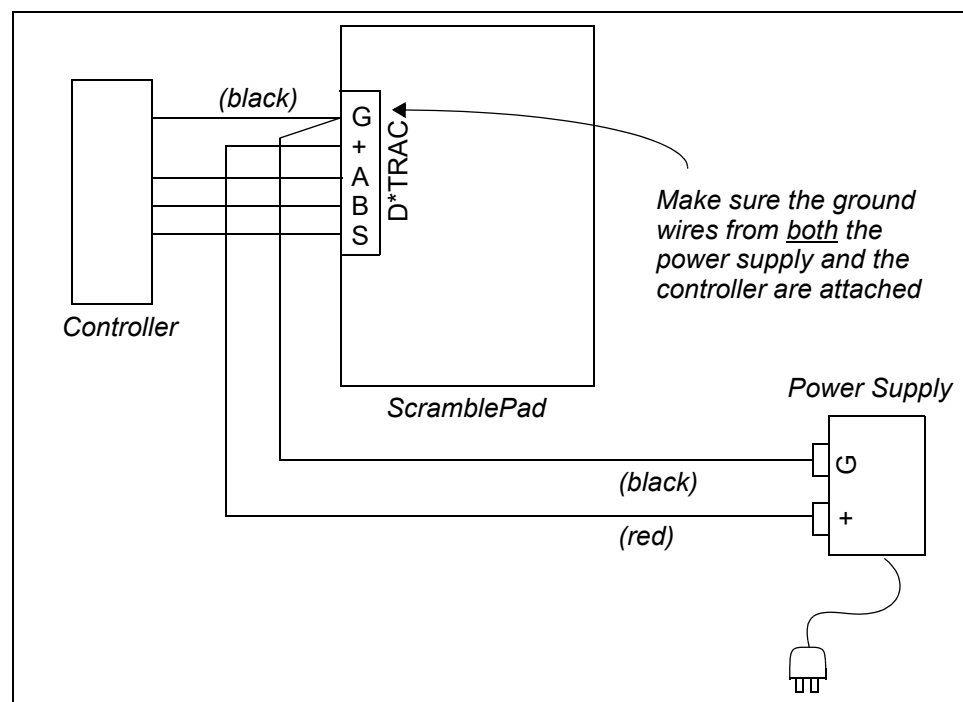 (black)
G
+
A
B
S
D*TRAC
Make sure the ground
wires from both the
power supply and the
controller are attached
Controller
ScramblePad
Power Supply
G
+
(black)
(red)